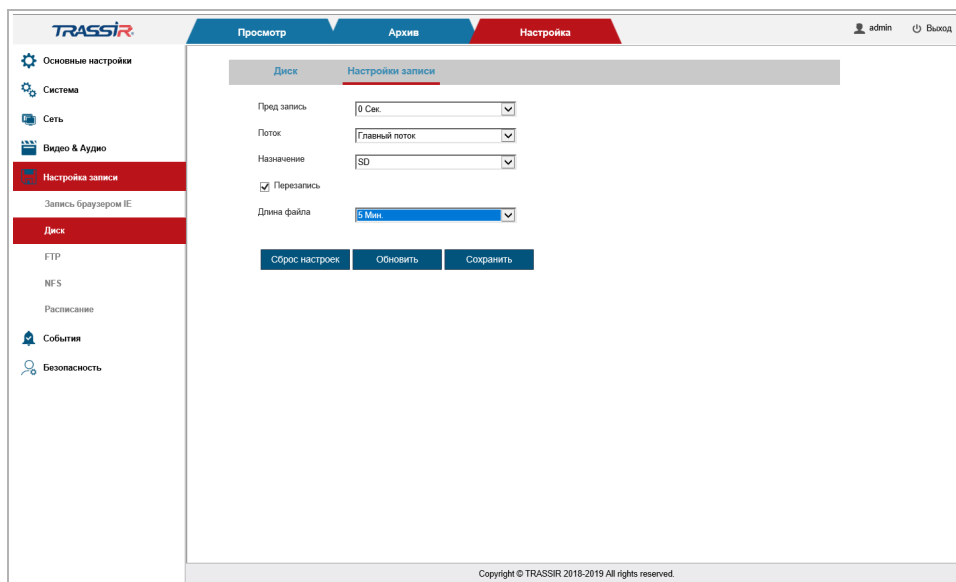 TRASSIR
Просмотр
Архив
Настройка
admin
Выход
Основные настройки
Система
Сеть
Видео & Аудио
Настройка записи
Запись браузером IE
Диск
FTP
NFS
Расписание
События
Безопасность
Диск
Настройки записи
Пред запись
0 Сек.
Поток
Главный поток
Назначение
SD
Перезапись
Длина файла
5 Мин.
Сброс настроек
Обновить
Сохранить
Copyright © TRASSIR 2018-2019 All rights reserved.